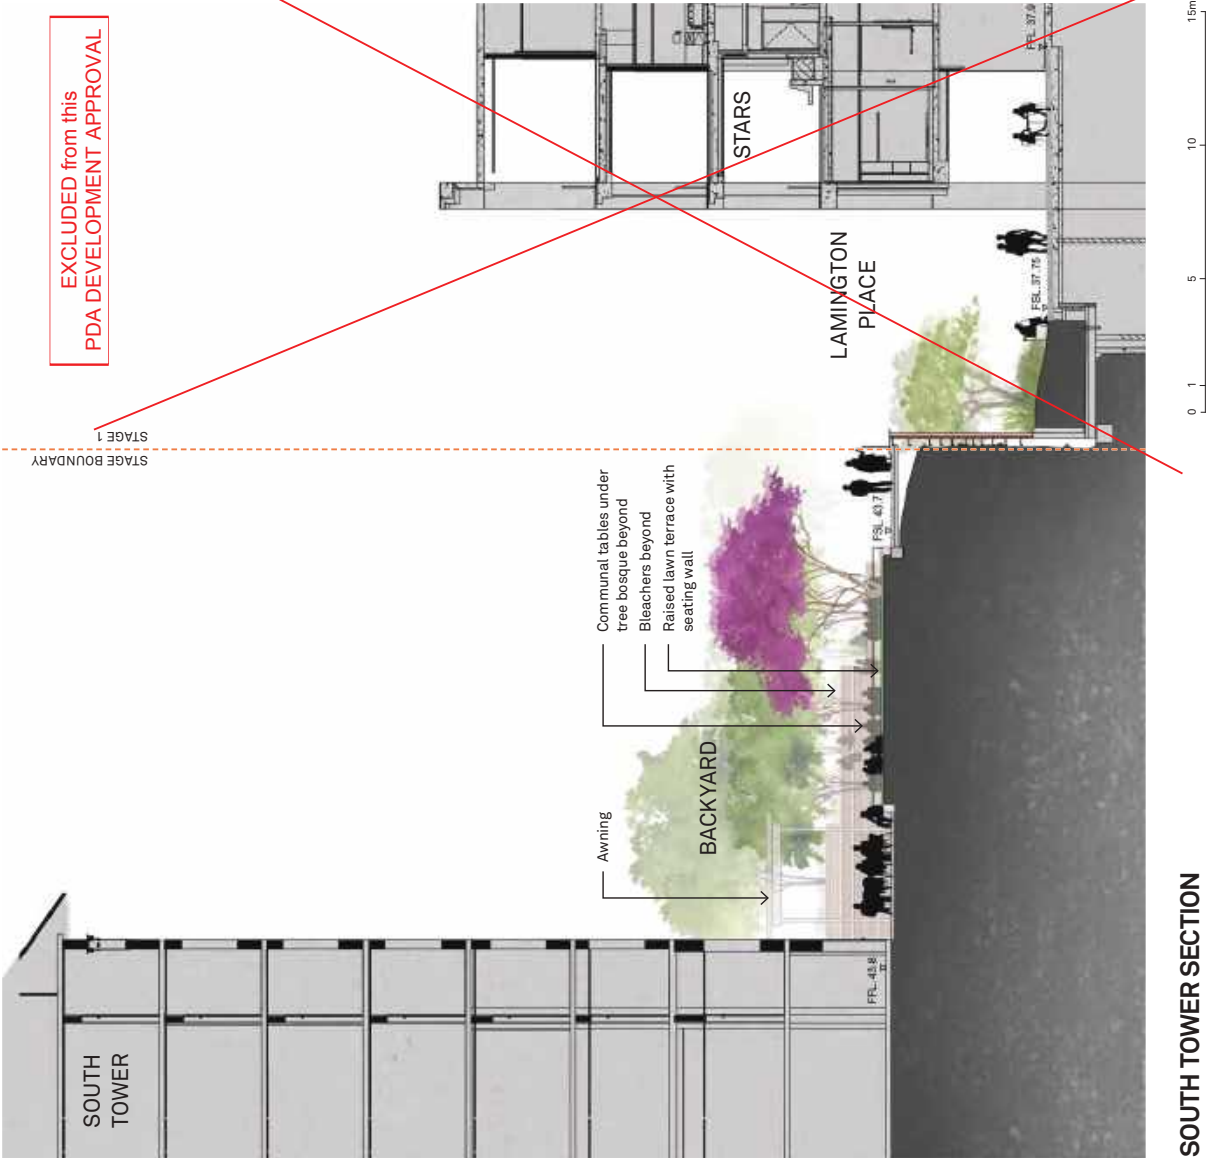 EXCLUDED from this
PDA DEVELOPMENT APPROVAL
STAGE 1
STAGE BOUNDARY
SOUTH
TOWER
BACKYARD
Awning
Communal tables under
tree bosque beyond
Bleachers beyond
Raised lawn terrace with
seating wall
LAMINGTON
PLACE
STARS
FFL. 43.8
FSL. 43.7
FSL. 37.75
FFL. 37.9
SOUTH TOWER SECTION
0 1 5 10 15m